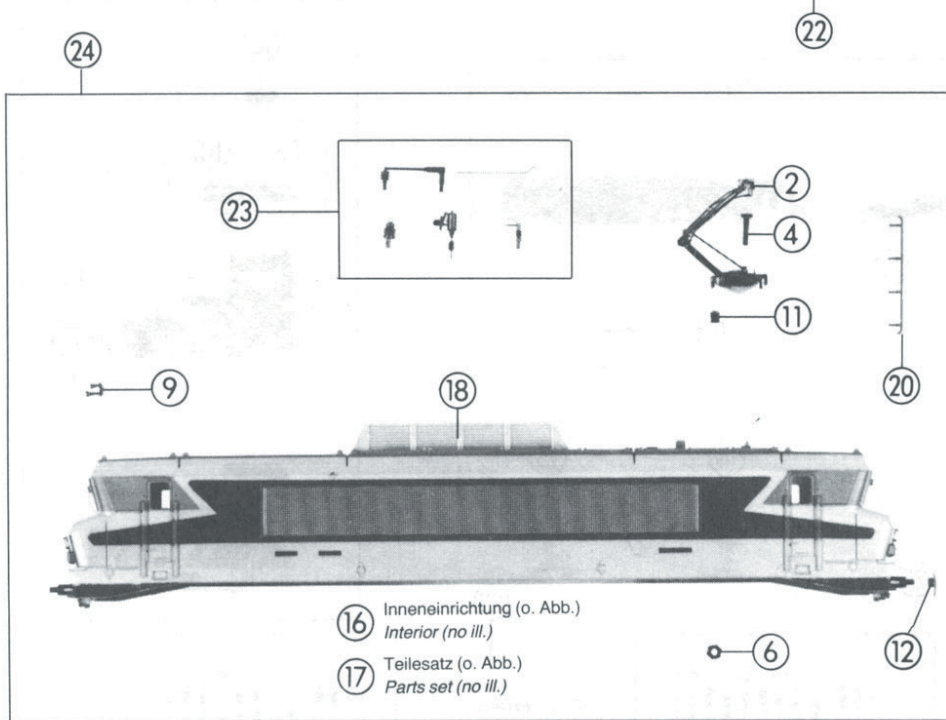 22
24
2
23
4
11
9
18
20
16 Inneneinrichtung (o. Abb.)
Interior (no ill.)
17 Teilesatz (o. Abb.)
Parts set (no ill.)
6
12